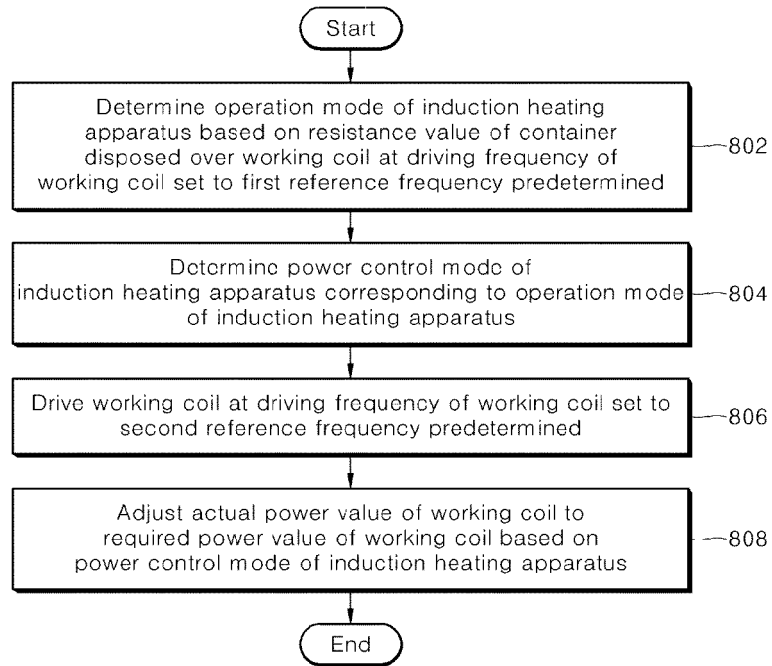 Start
Determine operation mode of induction heating
apparatus based on resistance value of container
disposed over working coil at driving frequency of
working coil set to first reference frequency predetermined
802
Determine power control mode of
induction heating apparatus corresponding to operation mode
of induction heating apparatus
804
Drive working coil at driving frequency of working coil set to
second reference frequency predetermined
806
Adjust actual power value of working coil to
required power value of working coil based on
power control mode of induction heating apparatus
808
End